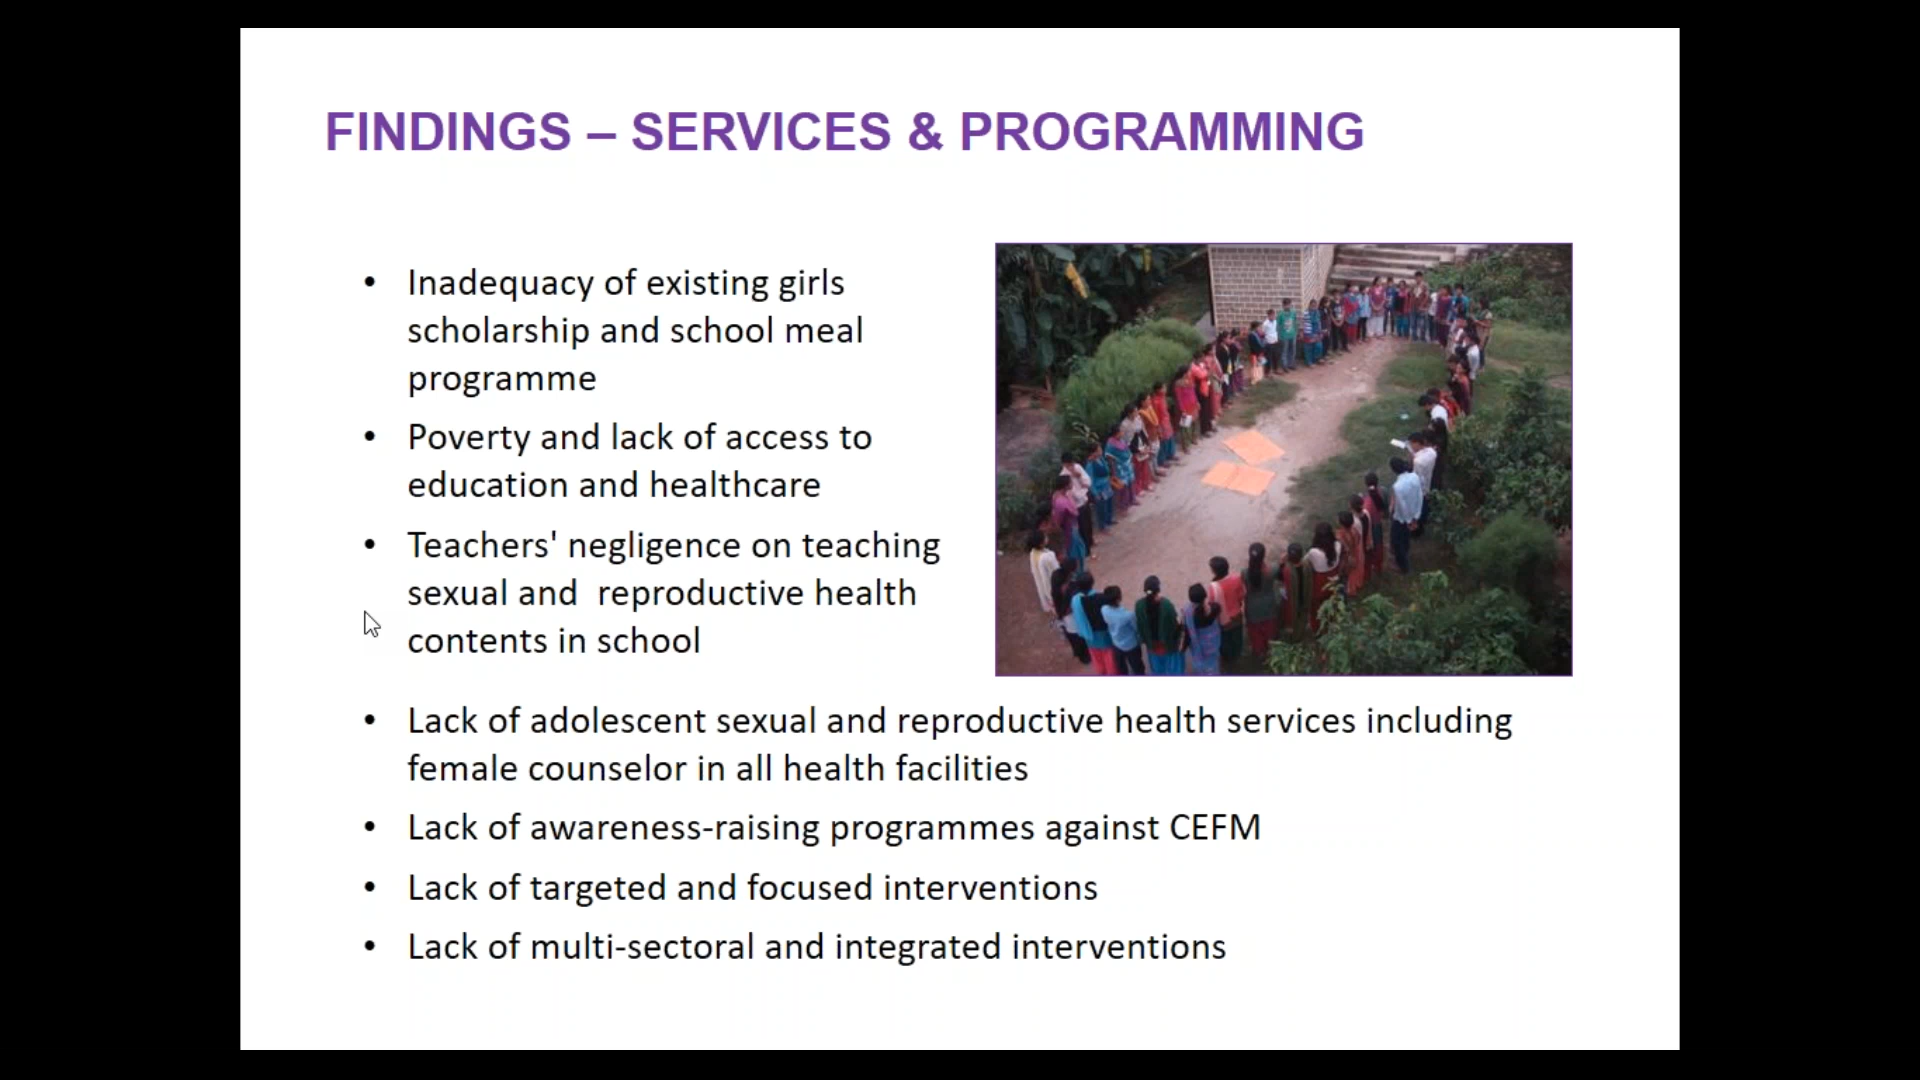 FINDINGS – SERVICES & PROGRAMMING
• Inadequacy of existing girls
scholarship and school meal
programme
• Poverty and lack of access to
education and healthcare
• Teachers' negligence on teaching
sexual and  reproductive health
contents in school
• Lack of adolescent sexual and reproductive health services including
female counselor in all health facilities
• Lack of awareness-raising programmes against CEFM
• Lack of targeted and focused interventions
• Lack of multi-sectoral and integrated interventions